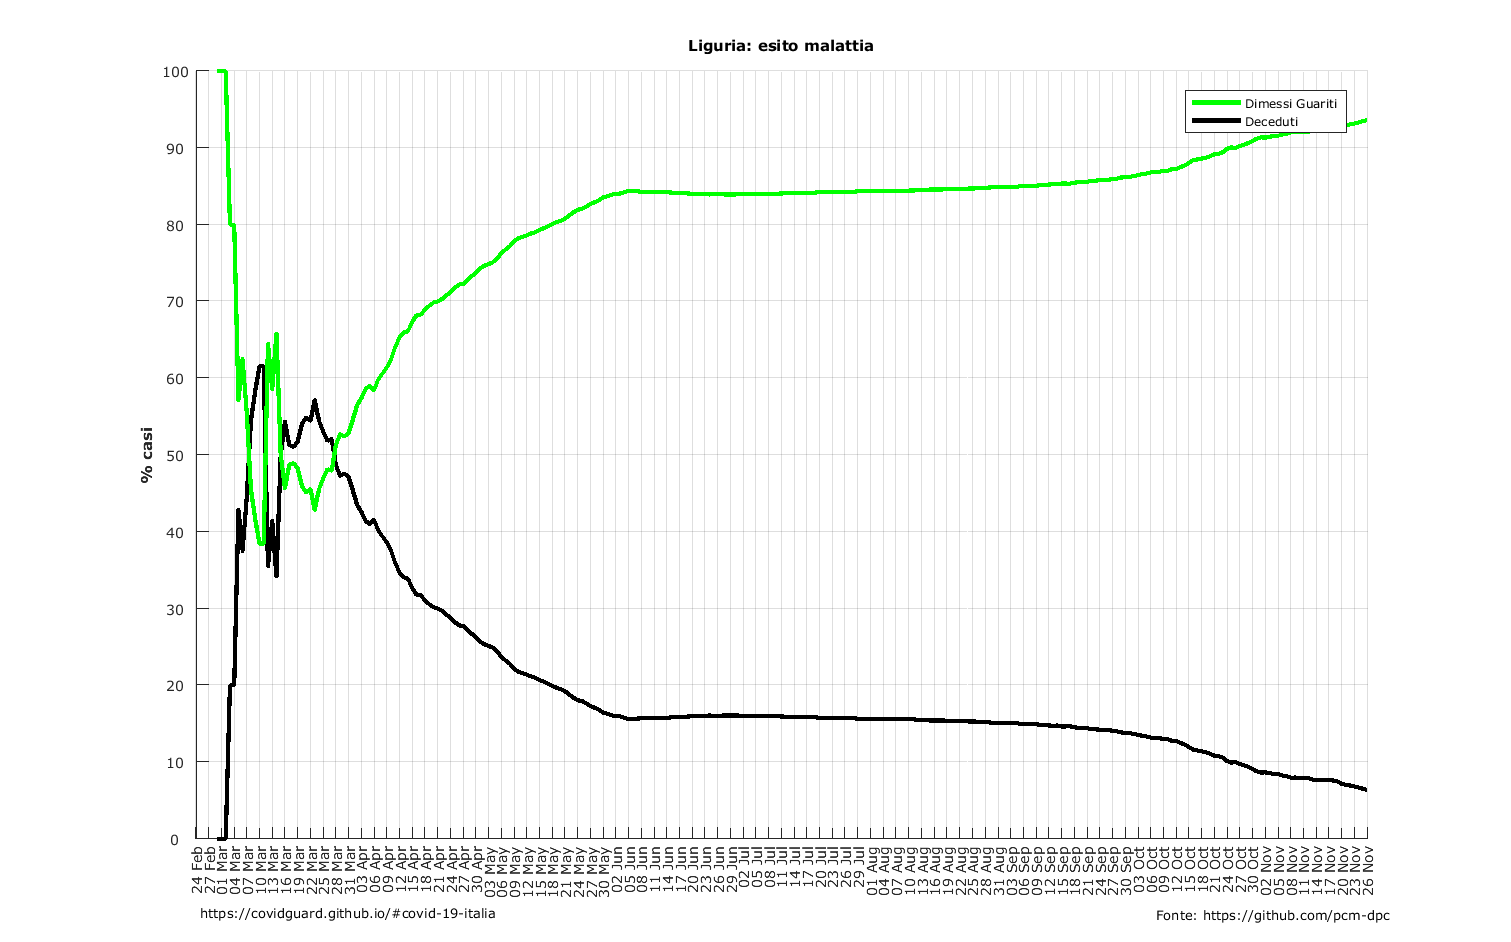 Liguria: esito malattia
Dimessi Guariti
Deceduti
100
90
80
70
60
50
40
30
20
10
0
% casi
24 Feb
27 Feb
01 Mar
04 Mar
07 Mar
10 Mar
13 Mar
16 Mar
19 Mar
22 Mar
25 Mar
28 Mar
31 Mar
03 Apr
06 Apr
09 Apr
12 Apr
15 Apr
18 Apr
21 Apr
24 Apr
27 Apr
30 Apr
03 May
06 May
09 May
12 May
15 May
18 May
21 May
24 May
27 May
30 May
02 Jun
05 Jun
08 Jun
11 Jun
14 Jun
17 Jun
20 Jun
23 Jun
26 Jun
29 Jun
02 Jul
05 Jul
08 Jul
11 Jul
14 Jul
17 Jul
20 Jul
23 Jul
26 Jul
29 Jul
01 Aug
04 Aug
07 Aug
10 Aug
13 Aug
16 Aug
19 Aug
22 Aug
25 Aug
28 Aug
31 Aug
03 Sep
06 Sep
09 Sep
12 Sep
15 Sep
18 Sep
21 Sep
24 Sep
27 Sep
30 Sep
03 Oct
06 Oct
09 Oct
12 Oct
15 Oct
18 Oct
21 Oct
24 Oct
27 Oct
30 Oct
02 Nov
05 Nov
08 Nov
11 Nov
14 Nov
17 Nov
20 Nov
23 Nov
26 Nov
https://covidguard.github.io/#covid-19-italia
Fonte: https://github.com/pcm-dpc